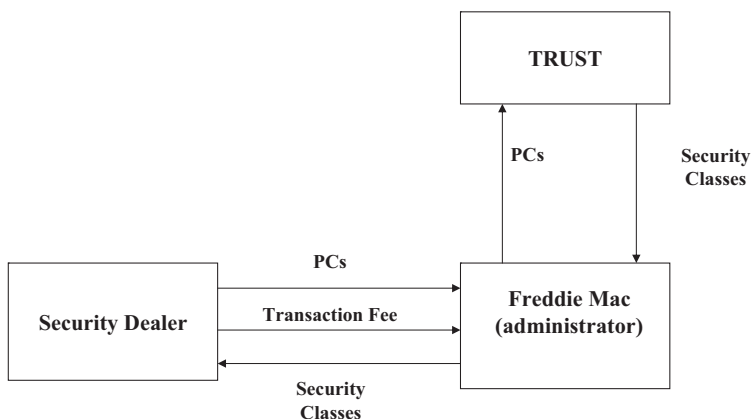 TRUST
PCs
Security
Classes
PCs
Freddie Mac
(administrator)
Security Dealer
Transaction Fee
Security
Classes